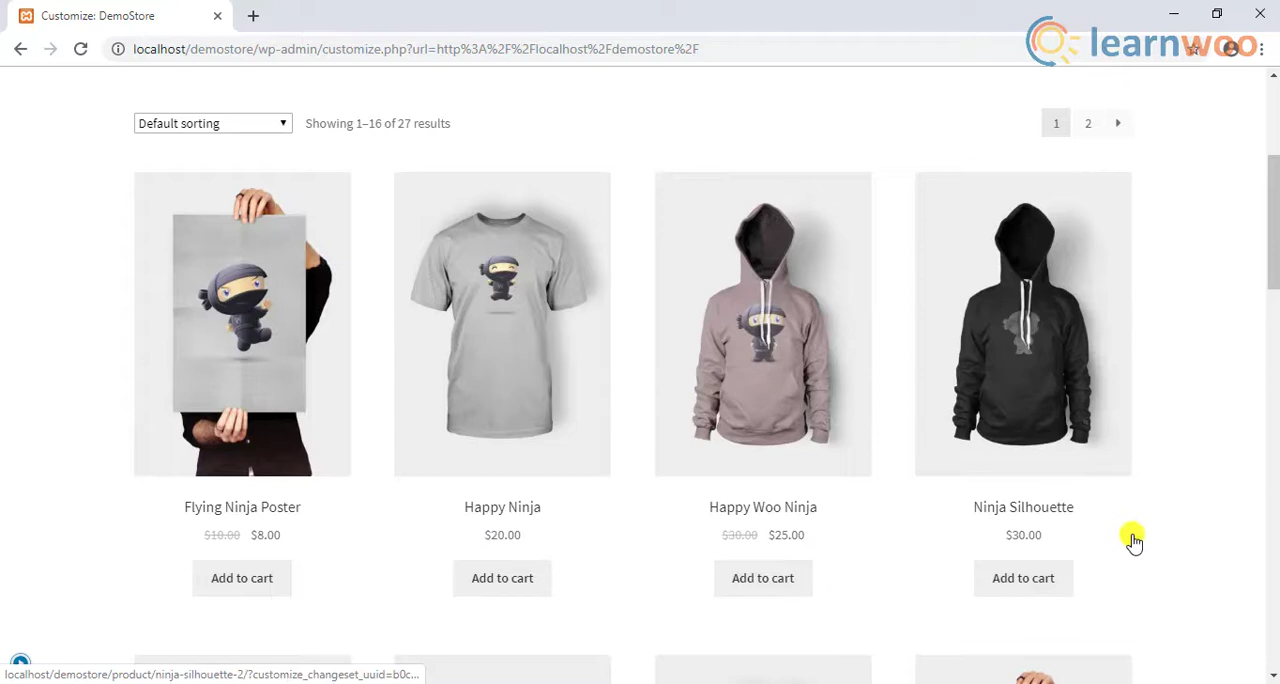 Customize: DemoStore
localhost/demostore/wp-admin/customize.php?url=http%3A%2F%2Flocalhost%2Fdemostore%2F
learnwoo
Default sorting
Showing 1–16 of 27 results
1 2
Flying Ninja Poster
$10.00 $8.00
Add to cart
Happy Ninja
$20.00
Add to cart
Happy Woo Ninja
$30.00 $25.00
Add to cart
Ninja Silhouette
$30.00
Add to cart
localhost/demostore/product/ninja-silhouette-2/?customize_changeset_uuid=b0c...